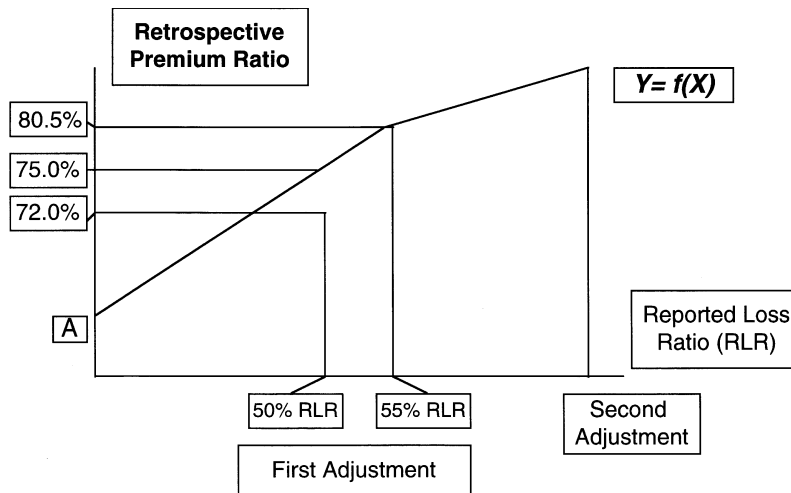 Retrospective
Premium Ratio
Y= f(X)
80.5%
75.0%
72.0%
A
Reported Loss
Ratio (RLR)
50% RLR
55% RLR
Second
Adjustment
First Adjustment